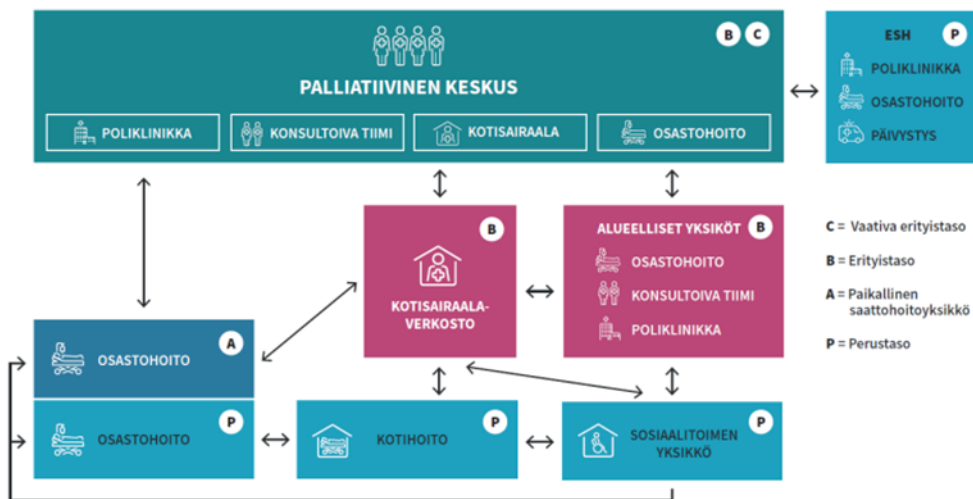 B C
PALLIATIIVINEN KESKUS
POLIKLINIKKA
KONSULTOIVA TIIMI
KOTISAIRAALA
OSASTOHOITO
ESH P
POLIKLINIKKA
OSASTOHOITO
PÄIVYSTYS
B
KOTISAIRAALA-
VERKOSTO
ALUEELLISET YKSIKÖT B
OSASTOHOITO
KONSULTOIVA TIIMI
POLIKLINIKKA
C = Vaativa erityistaso
B = Erityistaso
A = Paikallinen
saattohoitoyksikkö
P = Perustaso
OSASTOHOITO A
OSASTOHOITO P
KOTIHOITO P
SOSIAALITOIMEN P
YKSIKKÖ